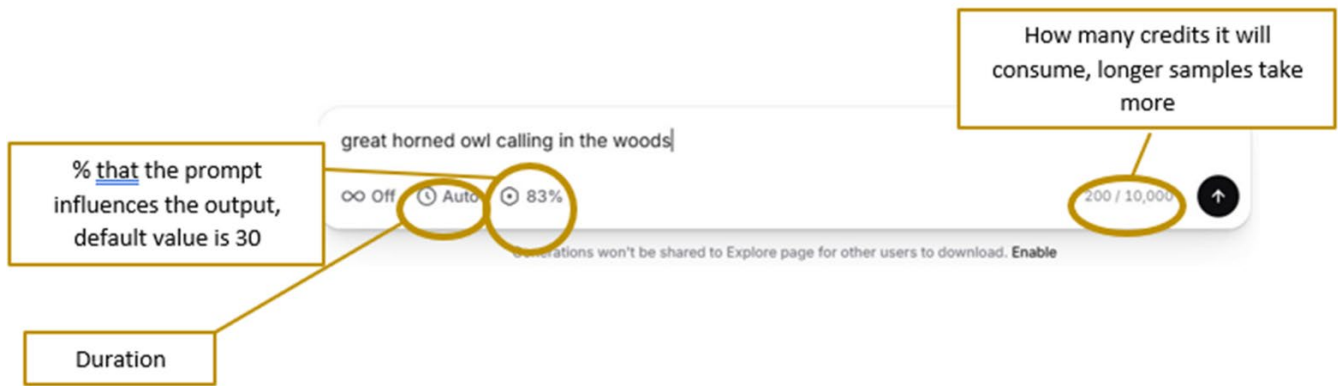 How many credits it will
consume, longer samples take
more
great horned owl calling in the woods
% that the prompt
influences the output,
default value is 30
Off Auto 83% 200 / 10,000
Generations won't be shared to Explore page for other users to download. Enable
Duration